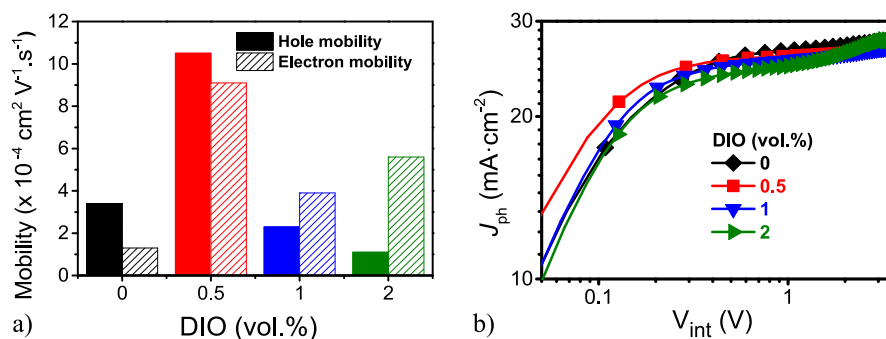 12
10
8
6
4
2
0
Mobility (x 10⁻⁴ cm² V⁻¹.s⁻¹)
Hole mobility
Electron mobility
0 0.5 1 2
DIO (vol.%)
a)
30
20
10
J_ph (mA·cm⁻²)
DIO (vol.%)
0
0.5
1
2
0.1 1
V_int (V)
b)